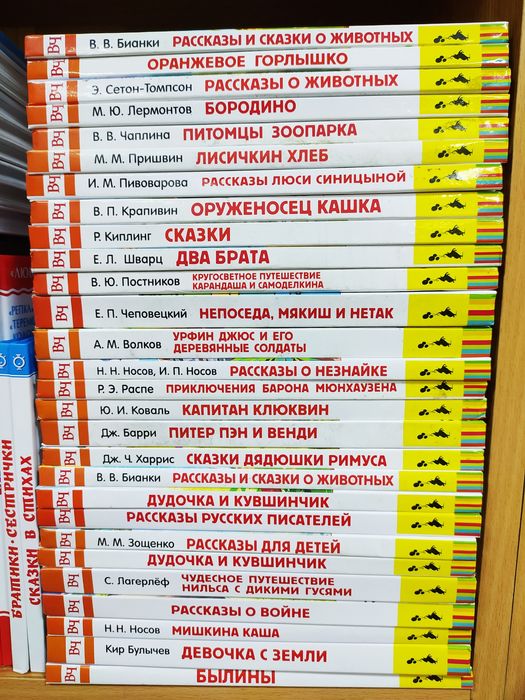 ВЧ В. В. Бианки РАССКАЗЫ И СКАЗКИ О ЖИВОТНЫХ
ВЧ ОРАНЖЕВОЕ ГОРЛЫШКО
ВЧ Э. Сетон-Томпсон РАССКАЗЫ О ЖИВОТНЫХ
ВЧ М. Ю. Лермонтов БОРОДИНО
ВЧ В. В. Чаплина ПИТОМЦЫ ЗООПАРКА
ВЧ М. М. Пришвин ЛИСИЧКИН ХЛЕБ
ВЧ И. М. Пивоварова РАССКАЗЫ ЛЮСИ СИНИЦЫНОЙ
ВЧ В. П. Крапивин ОРУЖЕНОСЕЦ КАШКА
ВЧ Р. Киплинг СКАЗКИ
ВЧ Е. Л. Шварц ДВА БРАТА
ВЧ В. Ю. Постников КРУГОСВЕТНОЕ ПУТЕШЕСТВИЕ
КАРАНДАША И САМОДЕЛКИНА
ВЧ Е. П. Чеповецкий НЕПОСЕДА, МЯКИШ И НЕТАК
ВЧ А. М. Волков УРФИН ДЖЮС И ЕГО
ДЕРЕВЯННЫЕ СОЛДАТЫ
ВЧ Н. Н. Носов, И. П. Носов РАССКАЗЫ О НЕЗНАЙКЕ
ВЧ Р. Э. Распе ПРИКЛЮЧЕНИЯ БАРОНА МЮНХАУЗЕНА
ВЧ Ю. И. Коваль КАПИТАН КЛЮКВИН
ВЧ Дж. Барри ПИТЕР ПЭН И ВЕНДИ
ВЧ Дж. Ч. Харрис СКАЗКИ ДЯДЮШКИ РИМУСА
ВЧ В. В. Бианки РАССКАЗЫ И СКАЗКИ О ЖИВОТНЫХ
ВЧ ДУДОЧКА И КУВШИНЧИК
ВЧ РАССКАЗЫ РУССКИХ ПИСАТЕЛЕЙ
ВЧ М. М. Зощенко РАССКАЗЫ ДЛЯ ДЕТЕЙ
ВЧ ДУДОЧКА И КУВШИНЧИК
ВЧ С. Лагерлёф ЧУДЕСНОЕ ПУТЕШЕСТВИЕ
НИЛЬСА С ДИКИМИ ГУСЯМИ
ВЧ РАССКАЗЫ О ВОЙНЕ
ВЧ Н. Н. Носов МИШКИНА КАША
ВЧ Кир Булычев ДЕВОЧКА С ЗЕМЛИ
ВЧ БЫЛИНЫ
БРАТИКИ-СЕСТРИЧКИ
СКАЗКИ В СТИХАХ